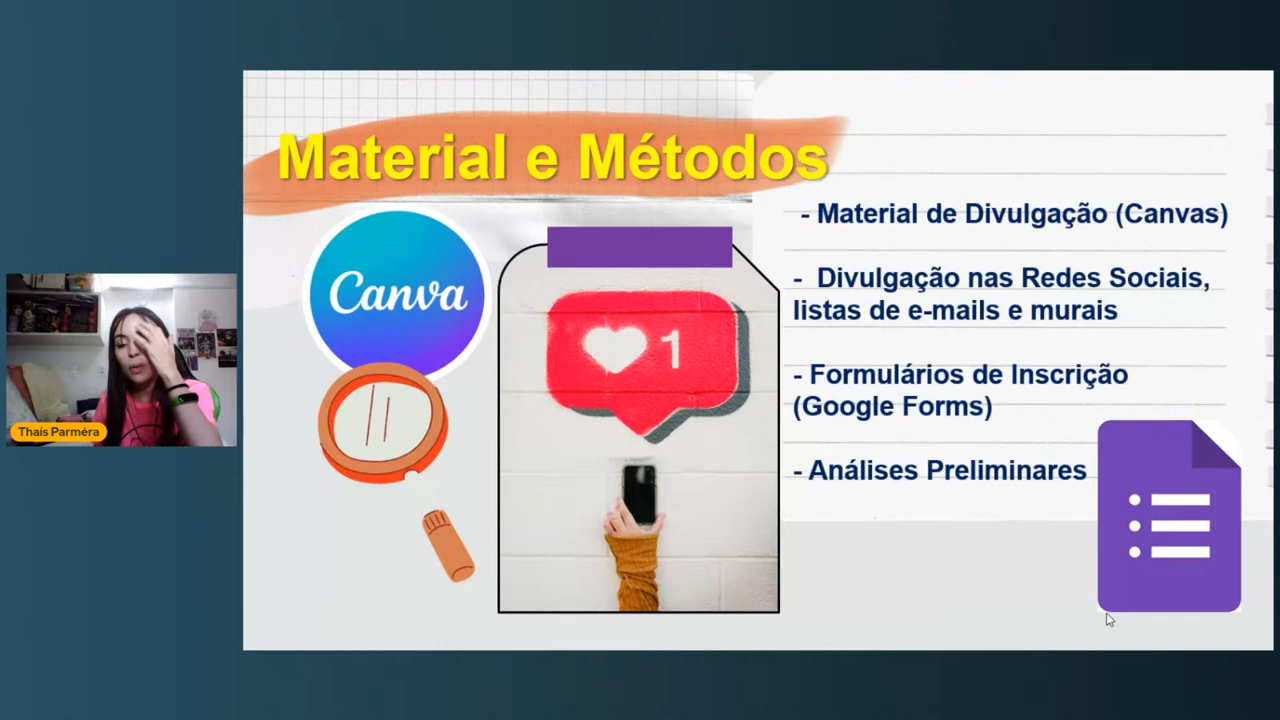 Material e Métodos
- Material de Divulgação (Canvas)
Canva
- Divulgação nas Redes Sociais,
listas de e-mails e murais
1
- Formulários de Inscrição
(Google Forms)
- Análises Preliminares
Thaís Parméra